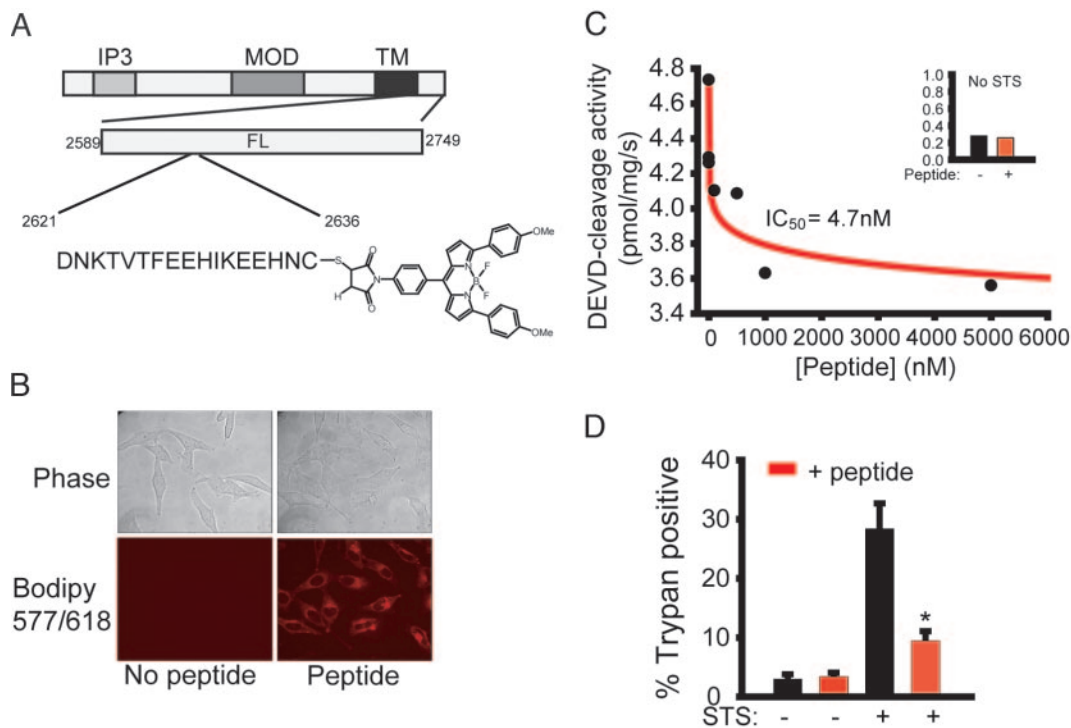 A
IP3 MOD TM
2589 FL 2749
2621 2636
DNKTVTFEEHIKEEHNC
S
O
N
O
H
N
B
N
F
F
OMe
OMe
B
Phase
Bodipy
577/618
No peptide Peptide
C
DEVD-cleavage activity
(pmol/mg/s)
4.8
4.6
4.4
4.2
4.0
3.8
3.6
3.4
0 1000 2000 3000 4000 5000 6000
[Peptide] (nM)
IC50 = 4.7nM
No STS
1.0
0.8
0.6
0.4
0.2
0.0
Peptide: - +
D
% Trypan positive
40
30
20
10
0
+ peptide
*
STS: - - + +